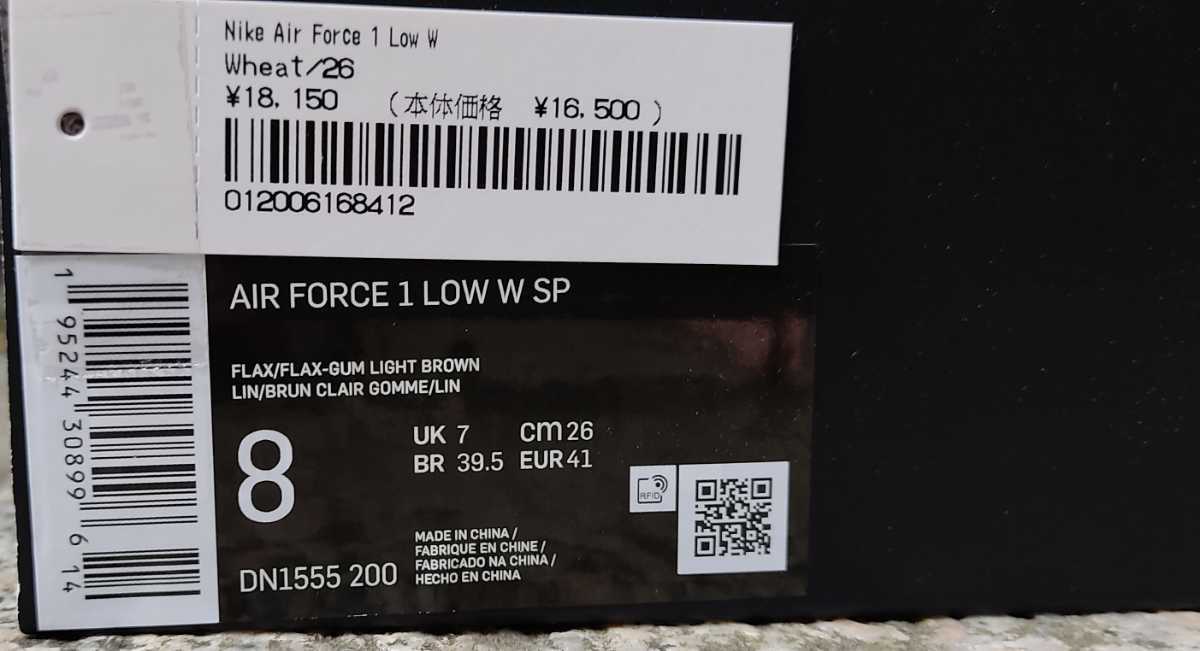 Nike Air Force 1 Low W
Wheat/26
¥18,150 (本体価格 ¥16,500)
012006168412
AIR FORCE 1 LOW W SP
FLAX/FLAX-GUM LIGHT BROWN
LIN/BRUN CLAIR GOMME/LIN
8
UK 7 cm 26
BR 39.5 EUR 41
RFID
MADE IN CHINA /
FABRIQUE EN CHINE /
FABRICADO NA CHINA /
HECHO EN CHINA
DN1555 200
1 95244 30899 6 14